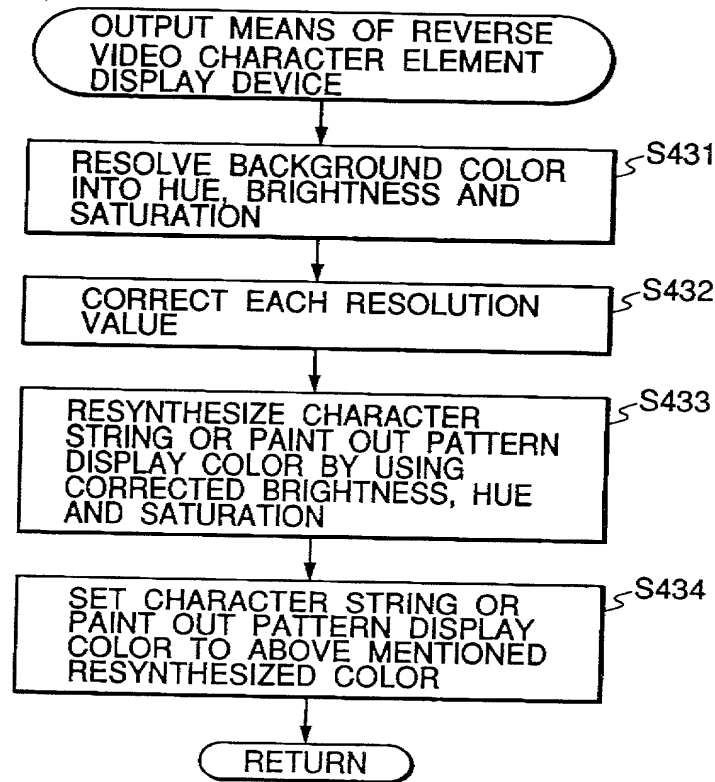 OUTPUT MEANS OF REVERSE
VIDEO CHARACTER ELEMENT
DISPLAY DEVICE
S431
RESOLVE BACKGROUND COLOR
INTO HUE, BRIGHTNESS AND
SATURATION
S432
CORRECT EACH RESOLUTION
VALUE
S433
RESYNTHESIZE CHARACTER
STRING OR PAINT OUT PATTERN
DISPLAY COLOR BY USING
CORRECTED BRIGHTNESS, HUE
AND SATURATION
S434
SET CHARACTER STRING OR
PAINT OUT PATTERN DISPLAY
COLOR TO ABOVE MENTIONED
RESYNTHESIZED COLOR
RETURN